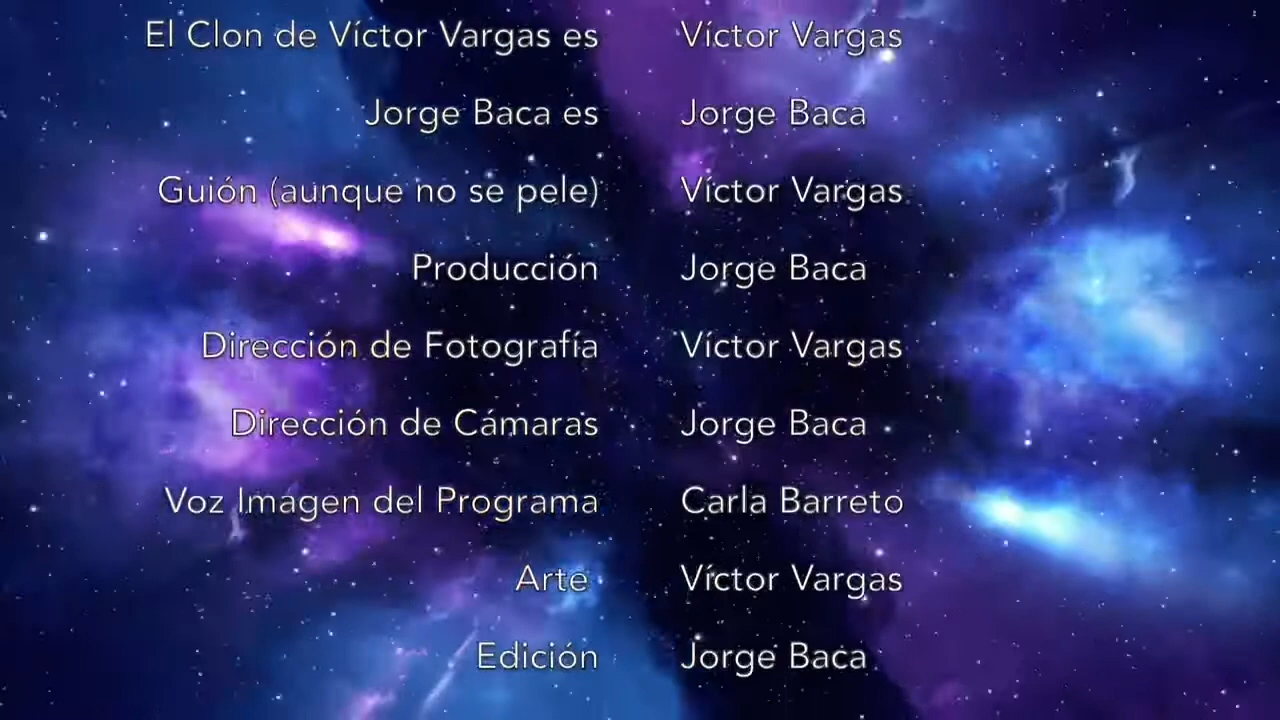 El Clon de Víctor Vargas es Víctor Vargas
Jorge Baca es Jorge Baca
Guión (aunque no se pele) Víctor Vargas
Producción Jorge Baca
Dirección de Fotografía Víctor Vargas
Dirección de Cámaras Jorge Baca
Voz Imagen del Programa Carla Barreto
Arte Víctor Vargas
Edición Jorge Baca